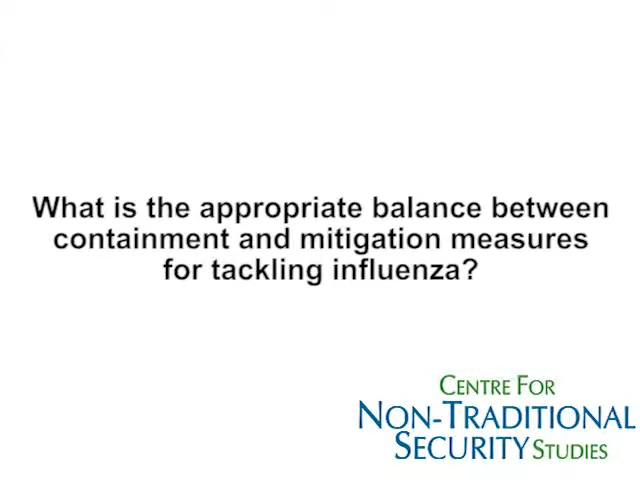 What is the appropriate balance between
containment and mitigation measures
for tackling influenza?
CENTRE FOR
NON-TRADITIONAL
SECURITY STUDIES